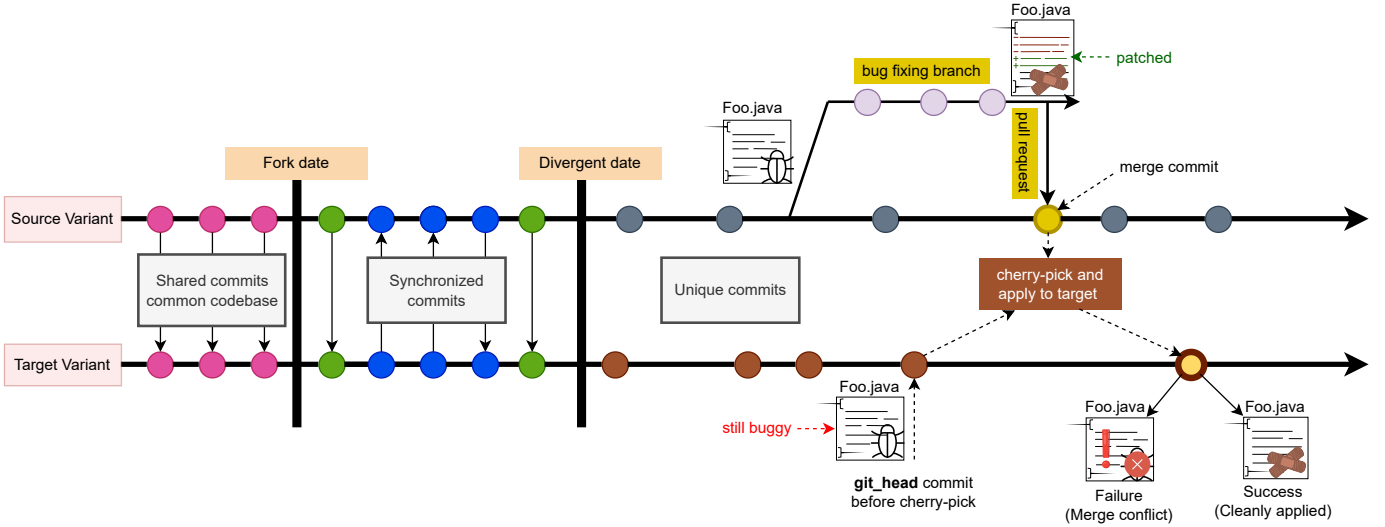 Foo.java
patched
bug fixing branch
Foo.java
pull request
Fork date
Divergent date
merge commit
Source Variant
Shared commits
common codebase
Synchronized
commits
Unique commits
cherry-pick and
apply to target
Target Variant
Foo.java
still buggy
git_head commit
before cherry-pick
Foo.java
Failure
(Merge conflict)
Foo.java
Success
(Cleanly applied)